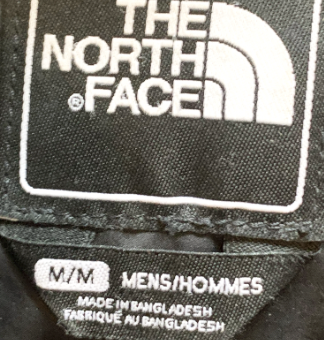 THE
NORTH
®FACE
M/M MENS/HOMMES
MADE IN BANGLADESH
FABRIQUÉ AU BANGLADESH